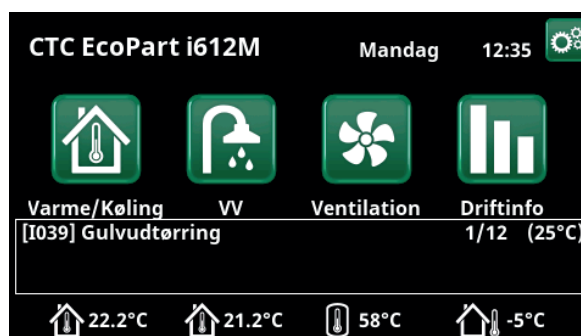 CTC EcoPart i612M Mandag 12:35
Varme/Køling VV Ventilation Driftinfo
[I039] Gulvudtørring 1/12 (25°C)
22.2°C 21.2°C 58°C -5°C